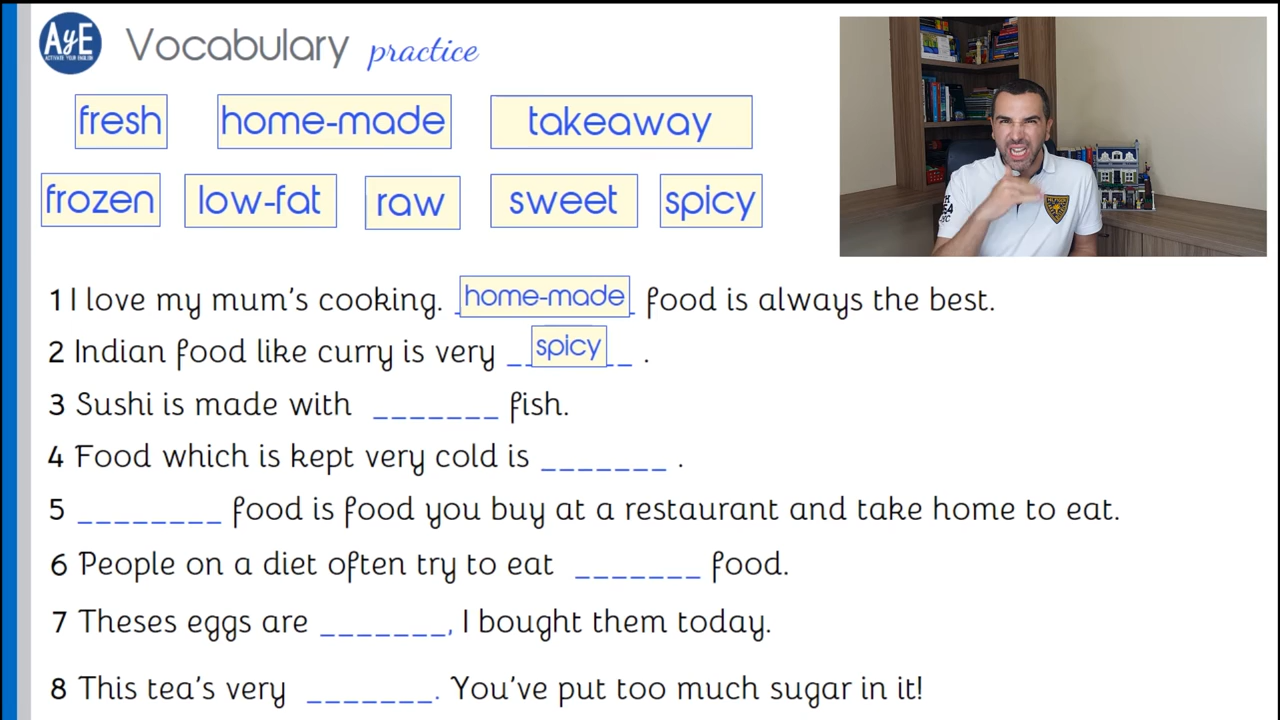 AyE
ACTIVATE YOUR ENGLISH
Vocabulary practice
fresh home-made takeaway
frozen low-fat raw sweet spicy
1 I love my mum's cooking. home-made food is always the best.
2 Indian food like curry is very _ spicy _ .
3 Sushi is made with _______ fish.
4 Food which is kept very cold is _______ .
5 ________ food is food you buy at a restaurant and take home to eat.
6 People on a diet often try to eat _______ food.
7 Theses eggs are _______, I bought them today.
8 This tea's very _______. You've put too much sugar in it!